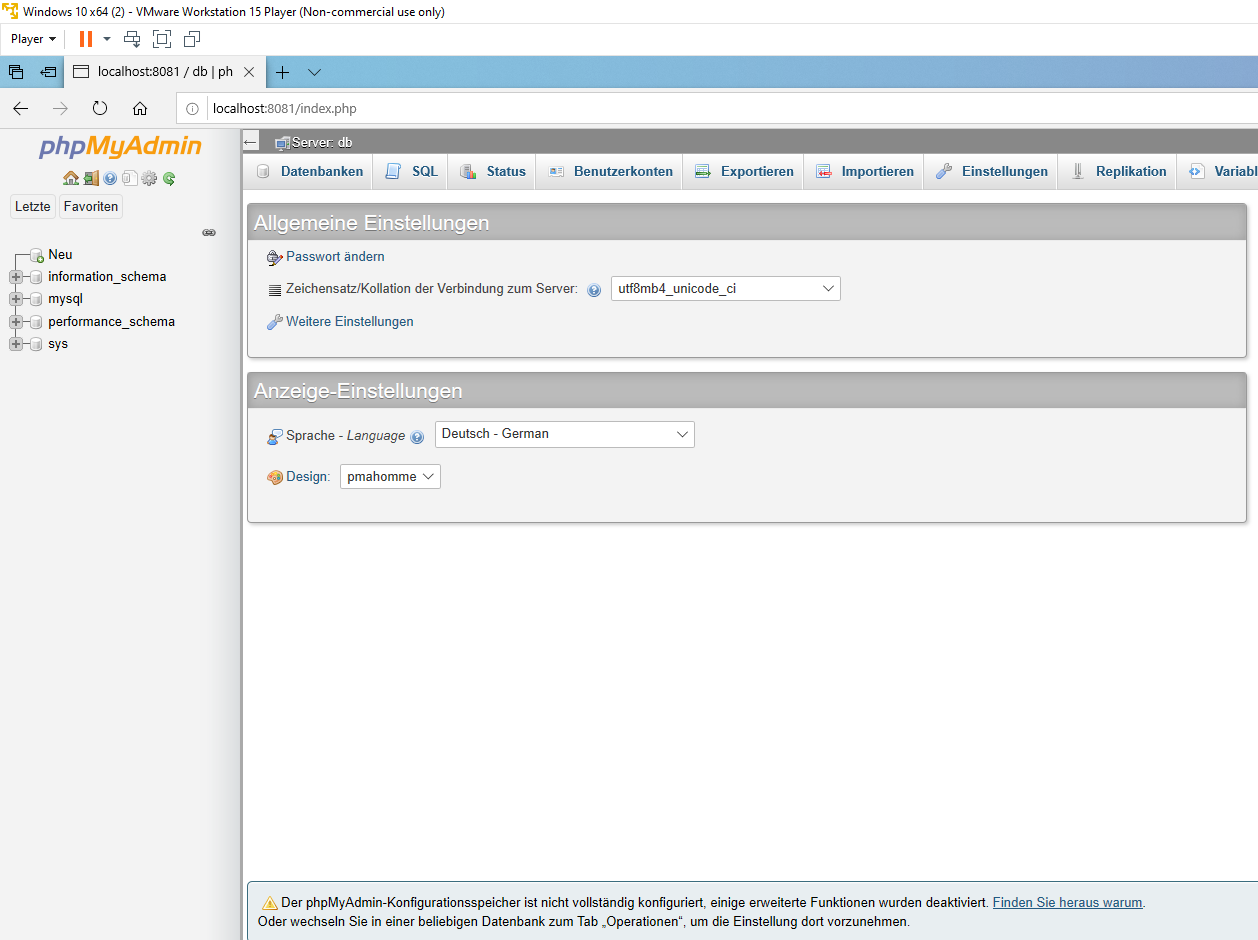 Windows 10 x64 (2) - VMware Workstation 15 Player (Non-commercial use only)
Player
localhost:8081 / db | ph
localhost:8081/index.php
phpMyAdmin
Letzte Favoriten
Neu
information_schema
mysql
performance_schema
sys
Server: db
Datenbanken SQL Status Benutzerkonten Exportieren Importieren Einstellungen Replikation Variabl
Allgemeine Einstellungen
Passwort ändern
Zeichensatz/Kollation der Verbindung zum Server: utf8mb4_unicode_ci
Weitere Einstellungen
Anzeige-Einstellungen
Sprache - Language Deutsch - German
Design: pmahomme
Der phpMyAdmin-Konfigurationsspeicher ist nicht vollständig konfiguriert, einige erweiterte Funktionen wurden deaktiviert. Finden Sie heraus warum.
Oder wechseln Sie in einer beliebigen Datenbank zum Tab „Operationen“, um die Einstellung dort vorzunehmen.